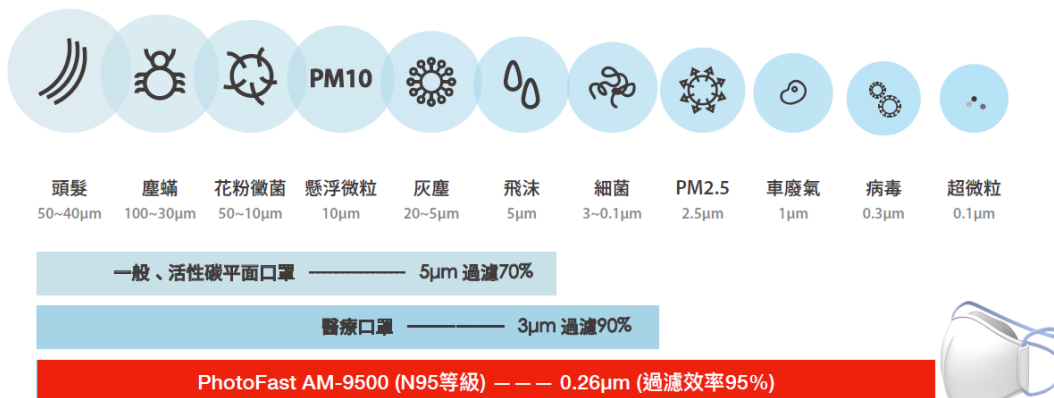 PM10
頭髮 塵蟎 花粉黴菌 懸浮微粒 灰塵 飛沫 細菌 PM2.5 車廢氣 病毒 超微粒
50~40μm 100~30μm 50~10μm 10μm 20~5μm 5μm 3~0.1μm 2.5μm 1μm 0.3μm 0.1μm
一般、活性碳平面口罩 ———— 5μm 過濾70%
醫療口罩 ———— 3μm 過濾90%
PhotoFast AM-9500 (N95等級) — — — 0.26μm (過濾效率95%)